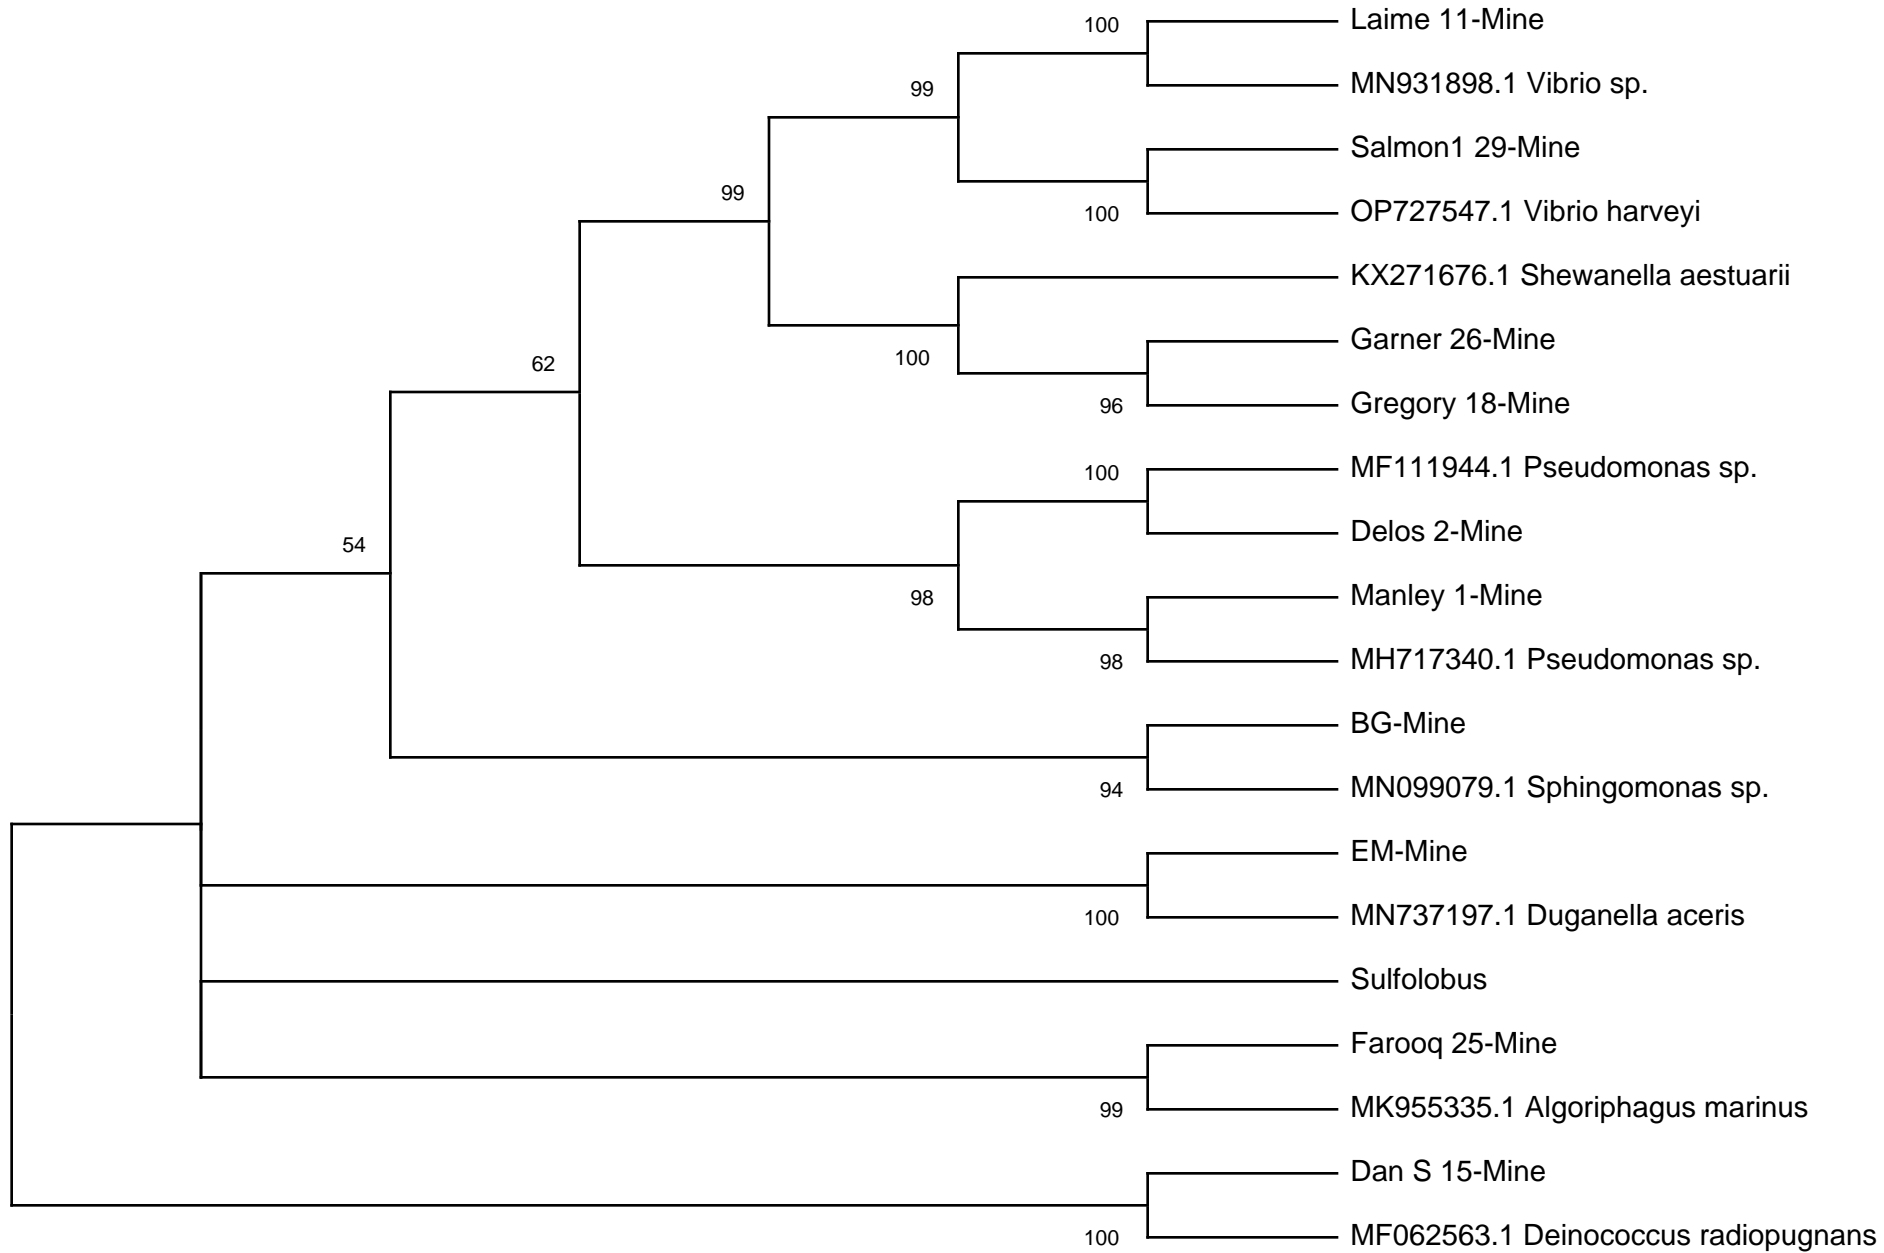 100
Laime 11-Mine
99
MN931898.1 Vibrio sp.
Salmon1 29-Mine
99
100
OP727547.1 Vibrio harveyi
KX271676.1 Shewanella aestuarii
Garner 26-Mine
62
100
96
Gregory 18-Mine
100
MF111944.1 Pseudomonas sp.
Delos 2-Mine
54
98
Manley 1-Mine
98
MH717340.1 Pseudomonas sp.
BG-Mine
94
MN099079.1 Sphingomonas sp.
EM-Mine
100
MN737197.1 Duganella aceris
Sulfolobus
Farooq 25-Mine
99
MK955335.1 Algoriphagus marinus
Dan S 15-Mine
100
MF062563.1 Deinococcus radiopugnans